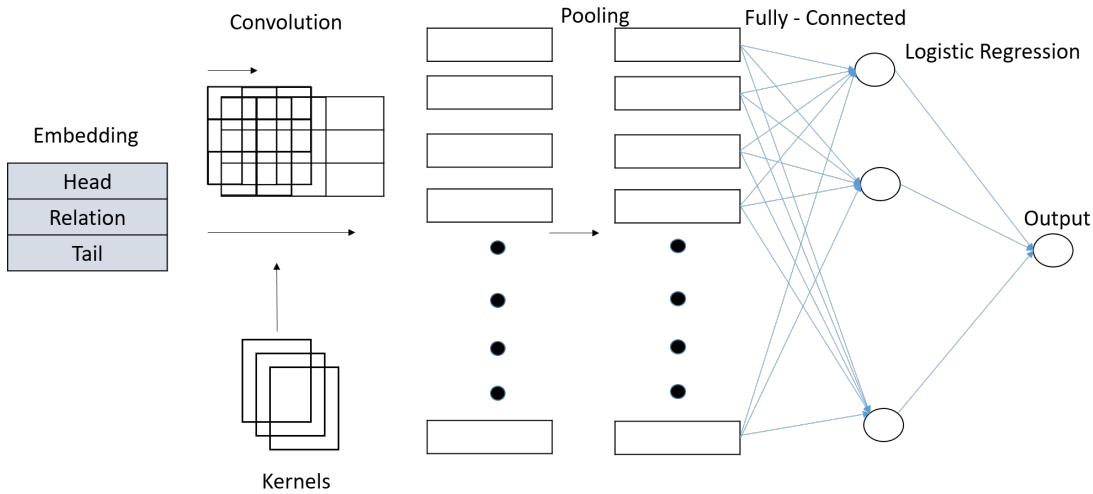 Convolution
Pooling
Fully - Connected
Logistic Regression
Embedding
Head
Relation
Tail
Output
Kernels